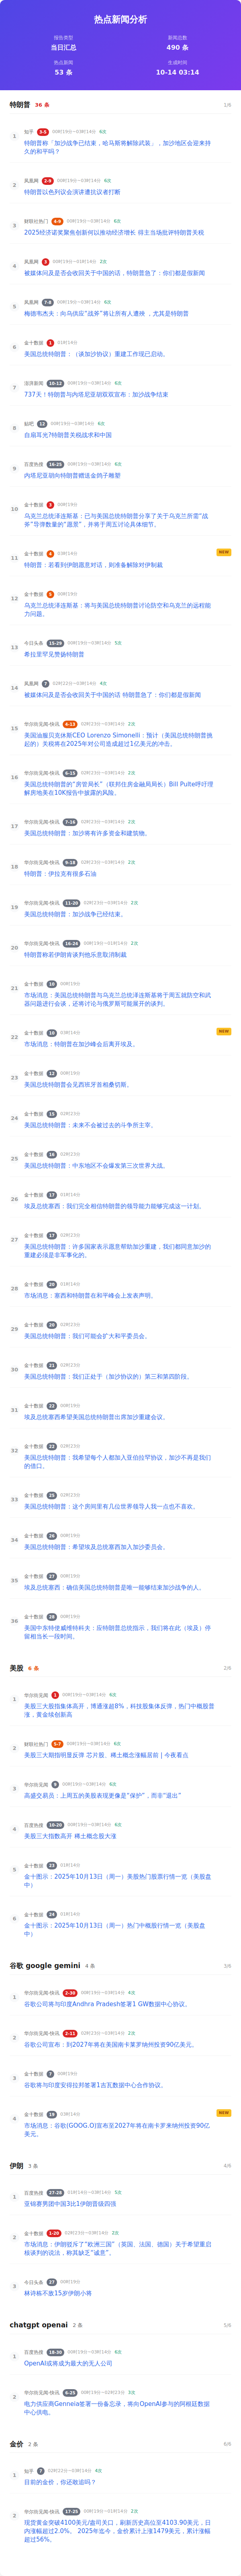 热点新闻分析
报告类型
当日汇总
新闻总数
490 条
热点新闻
53 条
生成时间
10-14 03:14
特朗普 36 条 1/6
1 知乎 3-5 00时19分~03时14分 6次
特朗普称「加沙战争已结束，哈马斯将解除武装」，加沙地区会迎来持
久的和平吗？
2 凤凰网 2-9 00时19分~03时14分 6次
特朗普以色列议会演讲遭抗议者打断
3 财联社热门 4-9 00时19分~03时14分 6次
2025经济诺奖聚焦创新何以推动经济增长 得主当场批评特朗普关税
4 凤凰网 3 00时19分~01时14分 2次
被媒体问及是否会收回关于中国的话，特朗普急了：你们都是假新闻
5 凤凰网 7-8 00时19分~03时14分 6次
梅德韦杰夫：向乌供应"战斧"将让所有人遭殃 ，尤其是特朗普
6 金十数据 1 01时14分
美国总统特朗普：（谈及加沙协议）重建工作现已启动。
7 澎湃新闻 10-12 00时19分~03时14分 6次
737天！特朗普与内塔尼亚胡双双宣布：加沙战争结束
8 贴吧 12 00时19分~03时14分 6次
自扇耳光?特朗普关税战求和中国
9 百度热搜 16-25 00时19分~03时14分 6次
内塔尼亚胡向特朗普赠送金鸽子雕塑
10 金十数据 3 00时19分
乌克兰总统泽连斯基：已与美国总统特朗普分享了关于乌克兰所需"战
斧"导弹数量的"愿景"，并将于周五讨论具体细节。
11 金十数据 4 03时14分 NEW
特朗普：若看到伊朗愿意对话，则准备解除对伊制裁
12 金十数据 5 00时19分
乌克兰总统泽连斯基：将与美国总统特朗普讨论防空和乌克兰的远程能
力问题。
13 今日头条 15-29 00时19分~03时14分 5次
希拉里罕见赞扬特朗普
14 凤凰网 7 02时22分~03时14分 4次
被媒体问及是否会收回关于中国的话 特朗普急了：你们都是假新闻
15 华尔街见闻·快讯 4-13 02时23分~03时14分 2次
美国油服贝克休斯CEO Lorenzo Simonelli：预计（美国总统特朗普挑
起的）关税将在2025年对公司造成超过1亿美元的冲击。
16 华尔街见闻·快讯 6-15 02时23分~03时14分 2次
美国总统特朗普的"房管局长"（联邦住房金融局局长）Bill Pulte呼吁理
解房地美在10K报告中披露的风险。
17 华尔街见闻·快讯 7-16 02时23分~03时14分 2次
美国总统特朗普：加沙将有许多资金和建筑物。
18 华尔街见闻·快讯 9-18 02时23分~03时14分 2次
特朗普：伊拉克有很多石油
19 华尔街见闻·快讯 11-20 02时23分~03时14分 2次
美国总统特朗普：加沙战争已经结束。
20 华尔街见闻·快讯 16-24 00时19分~01时14分 2次
特朗普称若伊朗肯谈判他乐意取消制裁
21 金十数据 10 00时19分
市场消息：美国总统特朗普与乌克兰总统泽连斯基将于周五就防空和武
器问题进行会谈，还将讨论与俄罗斯可能展开的谈判。
22 金十数据 10 03时14分 NEW
市场消息：特朗普在加沙峰会后离开埃及。
23 金十数据 12 00时19分
美国总统特朗普会见西班牙首相桑切斯。
24 金十数据 15 02时23分
美国总统特朗普：未来不会被过去的斗争所主宰。
25 金十数据 16 02时23分
美国总统特朗普：中东地区不会爆发第三次世界大战。
26 金十数据 17 01时14分
埃及总统塞西：我们完全相信特朗普的领导能力能够完成这一计划。
27 金十数据 17 02时23分
美国总统特朗普：许多国家表示愿意帮助加沙重建，我们都同意加沙的
重建必须是非军事化的。
28 金十数据 20 01时14分
市场消息：塞西和特朗普在和平峰会上发表声明。
29 金十数据 20 02时23分
美国总统特朗普：我们可能会扩大和平委员会。
30 金十数据 21 02时23分
美国总统特朗普：我们正处于（加沙协议的）第三和第四阶段。
31 金十数据 22 00时19分
埃及总统塞西希望美国总统特朗普出席加沙重建会议。
32 金十数据 22 02时23分
美国总统特朗普：我希望每个人都加入亚伯拉罕协议，加沙不再是我们
的借口。
33 金十数据 25 02时23分
美国总统特朗普：这个房间里有几位世界领导人我一点也不喜欢。
34 金十数据 26 00时19分
美国总统特朗普：希望埃及总统塞西加入加沙委员会。
35 金十数据 27 00时19分
埃及总统塞西：确信美国总统特朗普是唯一能够结束加沙战争的人。
36 金十数据 28 00时19分
美国中东特使威维特科夫：应特朗普总统指示，我们将在此（埃及）停
留相当长一段时间。
美股 6 条 2/6
1 华尔街见闻 1 00时19分~03时14分 6次
美股三大股指集体高开，博通涨超8%，科技股集体反弹，热门中概股普
涨，黄金续创新高
2 财联社热门 5-7 00时19分~03时14分 6次
美股三大期指明显反弹 芯片股、稀土概念涨幅居前 | 今夜看点
3 华尔街见闻 9 00时19分~03时14分 5次
高盛交易员：上周五的美股表现更像是"保护"，而非"退出"
4 百度热搜 10-20 00时19分~03时14分 6次
美股三大指数高开 稀土概念股大涨
5 金十数据 23 01时14分
金十图示：2025年10月13日（周一）美股热门股票行情一览（美股盘
中）
6 金十数据 24 01时14分
金十图示：2025年10月13日（周一）热门中概股行情一览（美股盘
中）
谷歌 google gemini 4 条 3/6
1 华尔街见闻·快讯 2-30 00时19分~03时14分 4次
谷歌公司将与印度Andhra Pradesh签署1 GW数据中心协议。
2 华尔街见闻·快讯 2-11 02时23分~03时14分 2次
谷歌公司宣布：到2027年将在美国南卡莱罗纳州投资90亿美元。
3 金十数据 7 00时19分
谷歌将与印度安得拉邦签署1吉瓦数据中心合作协议。
4 金十数据 19 03时14分 NEW
市场消息：谷歌(GOOG.O)宣布至2027年将在南卡罗来纳州投资90亿
美元。
伊朗 3 条 4/6
1 百度热搜 27-28 01时14分~03时14分 5次
亚锦赛男团中国3比1伊朗晋级四强
2 金十数据 1-20 02时23分~03时14分 2次
市场消息：伊朗驳斥了"欧洲三国"（英国、法国、德国）关于希望重启
核谈判的说法，称其缺乏"诚意"。
3 今日头条 27 00时19分
林诗栋不敌15岁伊朗小将
chatgpt openai 2 条 5/6
1 百度热搜 18-30 00时19分~03时14分 6次
OpenAI或将成为最大的无人公司
2 华尔街见闻·快讯 6-25 00时19分~02时23分 3次
电力供应商Genneia签署一份备忘录，将向OpenAI参与的阿根廷数据
中心供电。
金价 2 条 6/6
1 知乎 7 02时22分~03时14分 4次
目前的金价，你还敢追吗？
2 华尔街见闻·快讯 17-25 00时19分~01时14分 2次
现货黄金突破4100美元/盎司关口，刷新历史高位至4103.90美元，日
内涨幅超过2.0%。 2025年迄今，金价累计上涨1479美元，累计涨幅
超过56%。